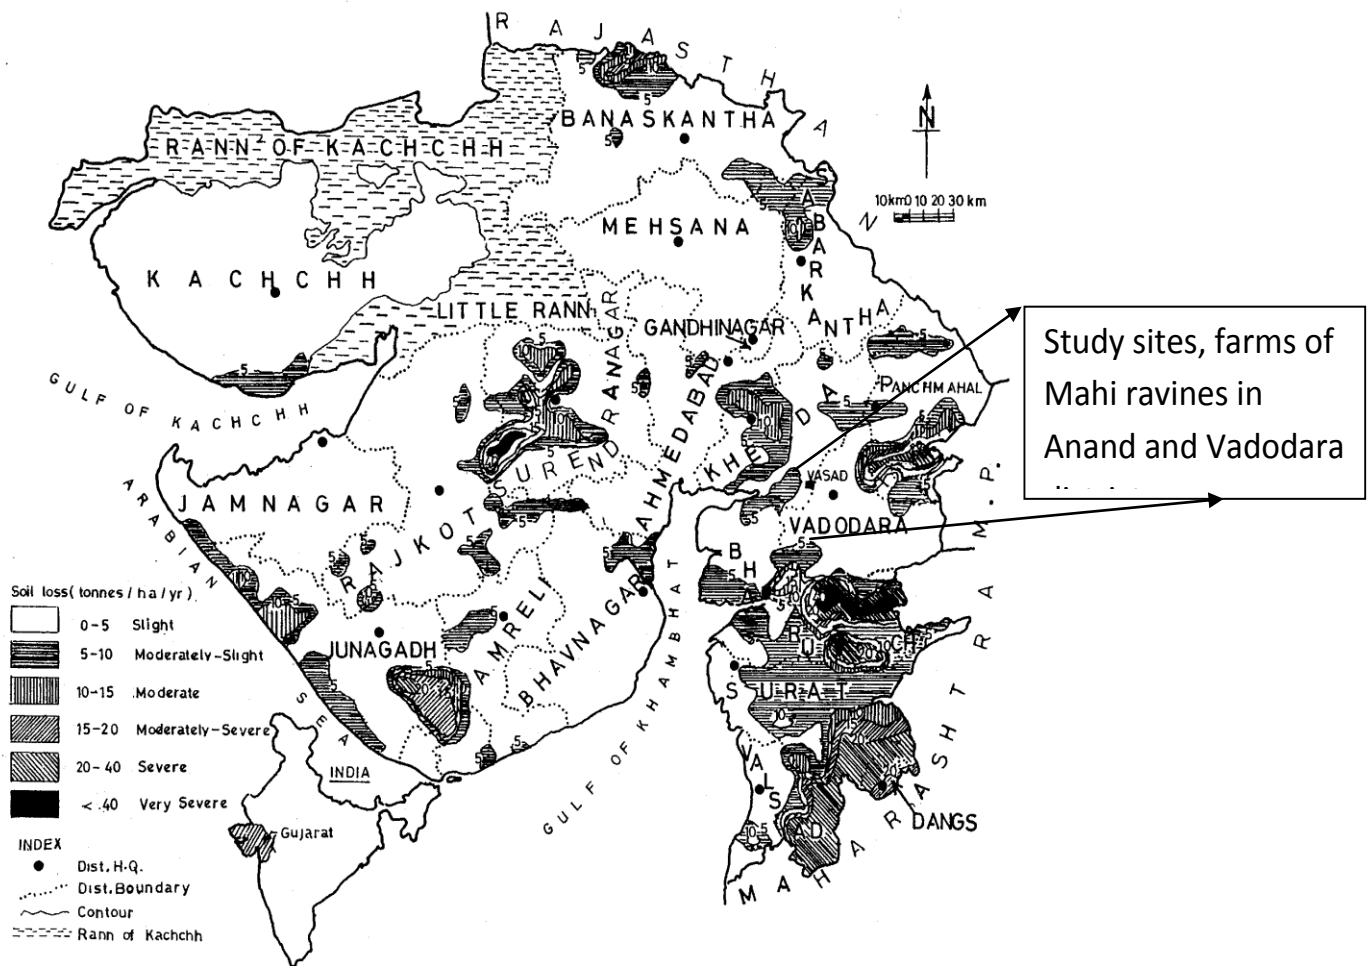 RAJASTHAN
BANASKANTHA
RANN OF KACHCHH
N
10km 0 10 20 30 km
SABARKANTHA
MEHSANA
KACHCHH
LITTLE RANN
GANDHINAGAR
SURENDRANAGAR
AHMEDABAD
KHEDA
PANCHMAHAL
GULF OF KACHCHH
Study sites, farms of
Mahi ravines in
Anand and Vadodara
VASAD
VADODARA
M.P.
JAMNAGAR
RAJKOT
ARABIAN SEA
BHARUCH
AMRELI
BHAVNAGAR
JUNAGADH
GULF OF KHAMBHAT
SURAT
VALSAD
DANGS
MAHARASHTRA
Soil loss (tonnes / ha / yr)
0-5 Slight
5-10 Moderately-Slight
10-15 Moderate
15-20 Moderately-Severe
20-40 Severe
< .40 Very Severe
INDIA
Gujarat
INDEX
Dist. H.Q.
Dist. Boundary
Contour
Rann of Kachchh